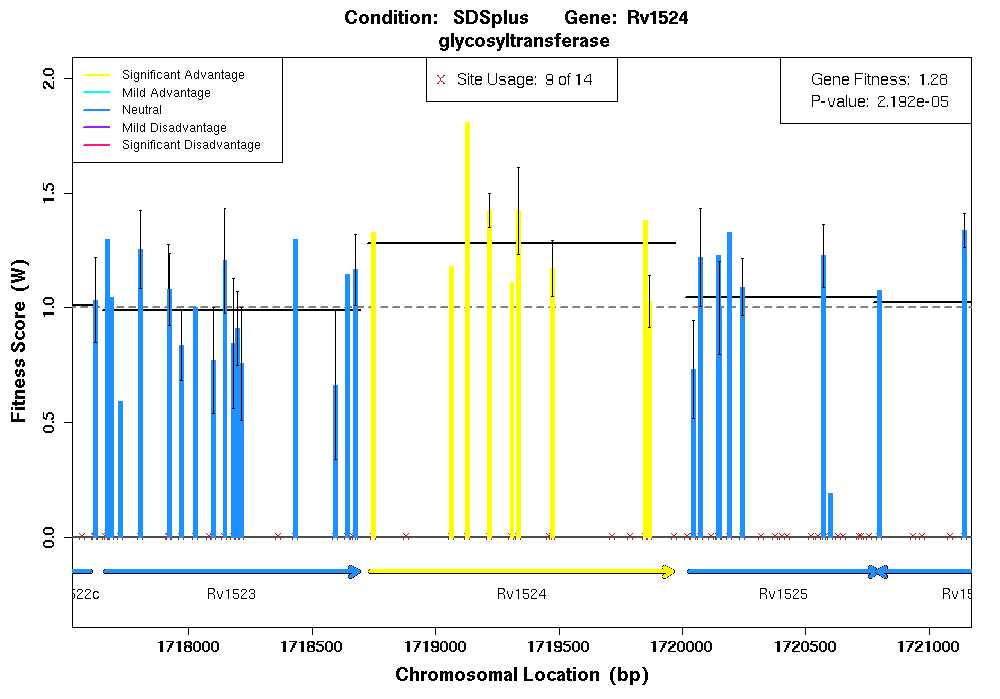 Condition: SDSplus Gene: Rv1524
glycosyltransferase
Significant Advantage
Mild Advantage
Neutral
Mild Disadvantage
Significant Disadvantage
× Site Usage: 9 of 14
Gene Fitness: 1.28
P-value: 2.192e-05
Fitness Score (W)
2.0
1.5
1.0
0.5
0.0
522c
Rv1523
Rv1524
Rv1525
Rv15
1718000
1718500
1719000
1719500
1720000
1720500
1721000
Chromosomal Location (bp)